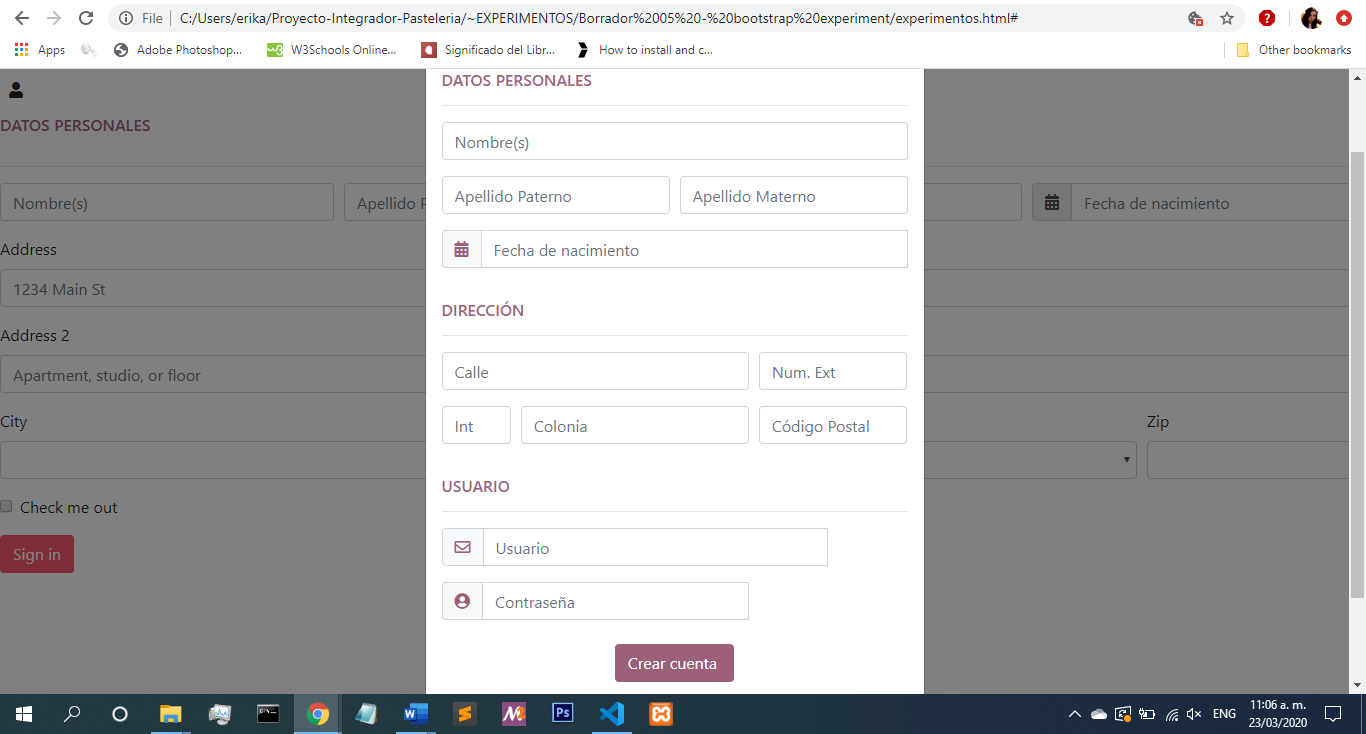 File | C:/Users/erika/Proyecto-Integrador-Pasteleria/~EXPERIMENTOS/Borrador%2005%20-%20bootstrap%20experiment/experimentos.html#
Apps
Adobe Photoshop...
W3Schools Online...
Significado del Libr...
How to install and c...
Other bookmarks
DATOS PERSONALES
Nombre(s)
Apellido Paterno
Apellido Materno
Fecha de nacimiento
DIRECCIÓN
Calle
Num. Ext
Int
Colonia
Código Postal
USUARIO
Usuario
Contraseña
Crear cuenta
DATOS PERSONALES
Nombre(s)
Apellido
Fecha de nacimiento
Address
1234 Main St
Address 2
Apartment, studio, or floor
City
Zip
Check me out
Sign in
ENG
11:06 a. m.
23/03/2020